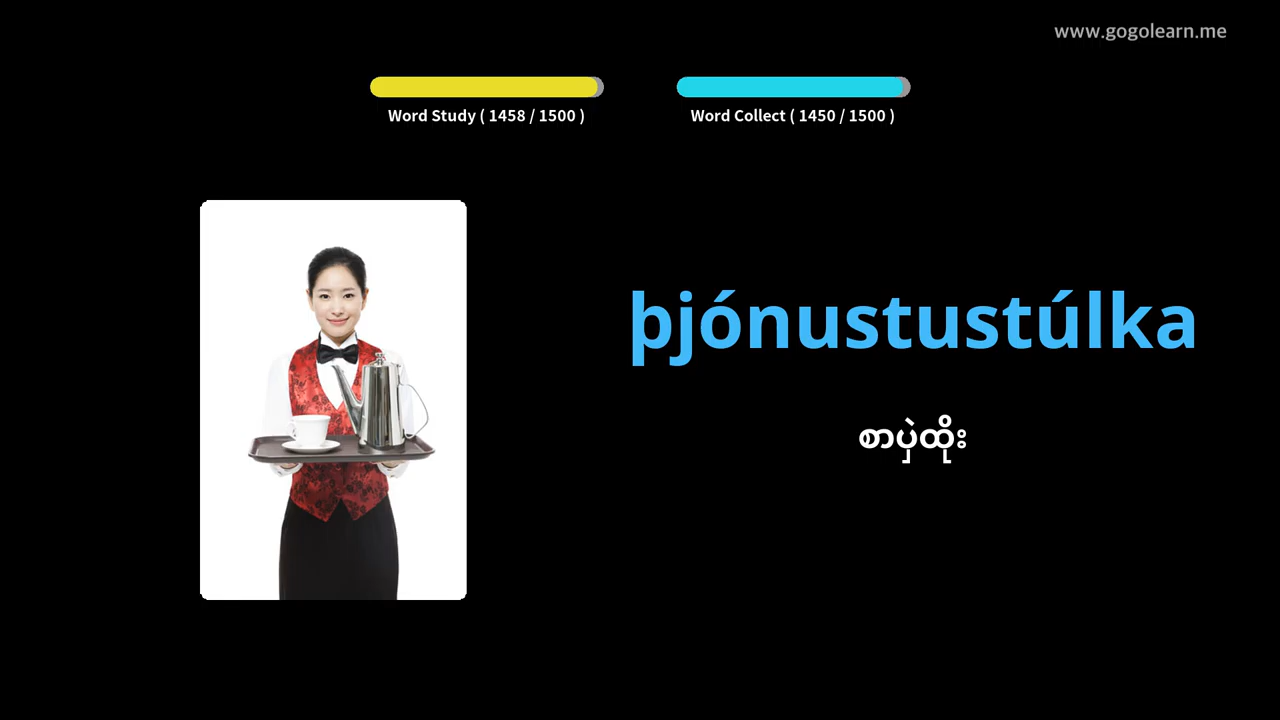 www.gogolearn.me
Word Study ( 1458 / 1500 )
Word Collect ( 1450 / 1500 )
þjónustustúlka
စာပွဲထိုး